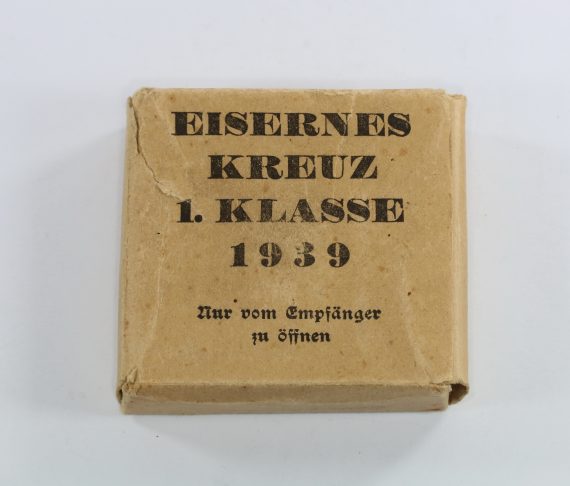 EISERNES
KREUZ
1. KLASSE
1939
Nur vom Empfänger
zu öffnen